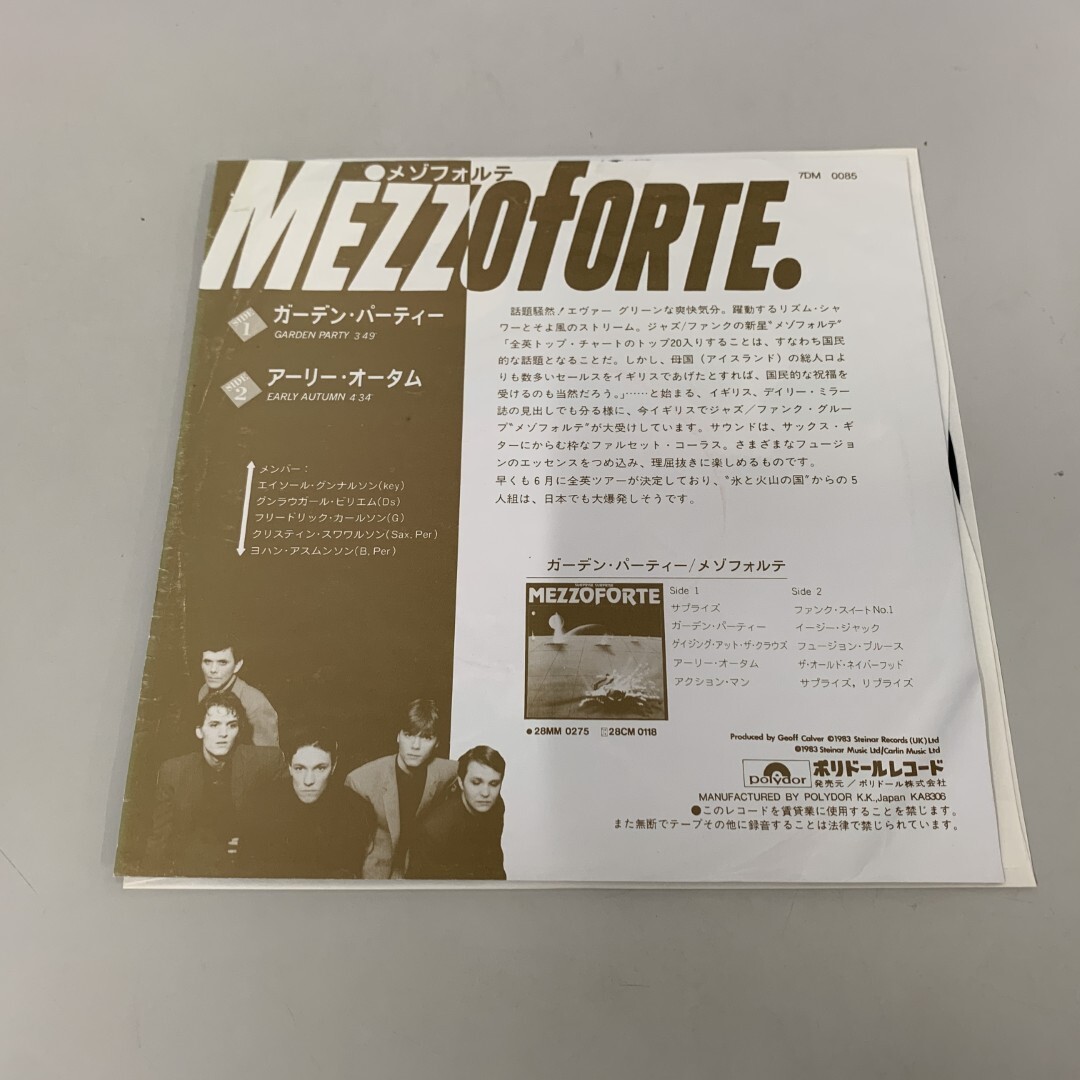 メゾフォルテ
7DM 0085
MEZZOFORTE.
SIDE 1
ガーデン・パーティー
GARDEN PARTY 3'49"
SIDE 2
アーリー・オータム
EARLY AUTUMN 4'34"
メンバー：
エイソール・グンナルソン(key)
グンラウガール・ビリエム(Ds)
フリードリック・カールソン(G)
クリスティン・スワワルソン(Sax, Per)
ヨハン・アスムンソン(B, Per)
話題騒然！エヴァー グリーンな爽快気分。躍動するリズム・シャ
ワーとそよ風のストリーム。ジャズ/ファンクの新星“メゾフォルテ”
「全英トップ・チャートのトップ20入りすることは、すなわち国民
的な話題となることだ。しかし、母国（アイスランド）の総人口よ
りも数多いセールスをイギリスであげたとすれば、国民的な祝福を
受けるのも当然だろう。」……と始まる、イギリス、デイリー・ミラー
誌の見出しでも分る様に、今イギリスでジャズ/ファンク・グルー
プ“メゾフォルテ”が大受けしています。サウンドは、サックス・ギ
ターにからむ枠なファルセット・コーラス。さまざまなフュージョ
ンのエッセンスをつめ込み、理屈抜きに楽しめるものです。
早くも6月に全英ツアーが決定しており、“氷と火山の国”からの5
人組は、日本でも大爆発しそうです。
ガーデン・パーティー/メゾフォルテ
SURPRISE SURPRISE
MEZZOFORTE
Side 1
サプライズ
ガーデン・パーティー
ゲイジング・アット・ザ・クラウズ
アーリー・オータム
アクション・マン
Side 2
ファンク・スイートNo.1
イージー・ジャック
フュージョン・ブルース
ザ・オールド・ネイバーフッド
サプライズ，リプライズ
●28MM 0275 28CM 0118
Produced by Geoff Calver ©1983 Steinar Records (UK) Ltd
℗1983 Steinar Music Ltd/Carlin Music Ltd
polydor
ポリドールレコード
発売元／ポリドール株式会社
MANUFACTURED BY POLYDOR K.K., Japan KA8306
●このレコードを賃貸業に使用することを禁じます。
また無断でテープその他に録音することは法律で禁じられています。